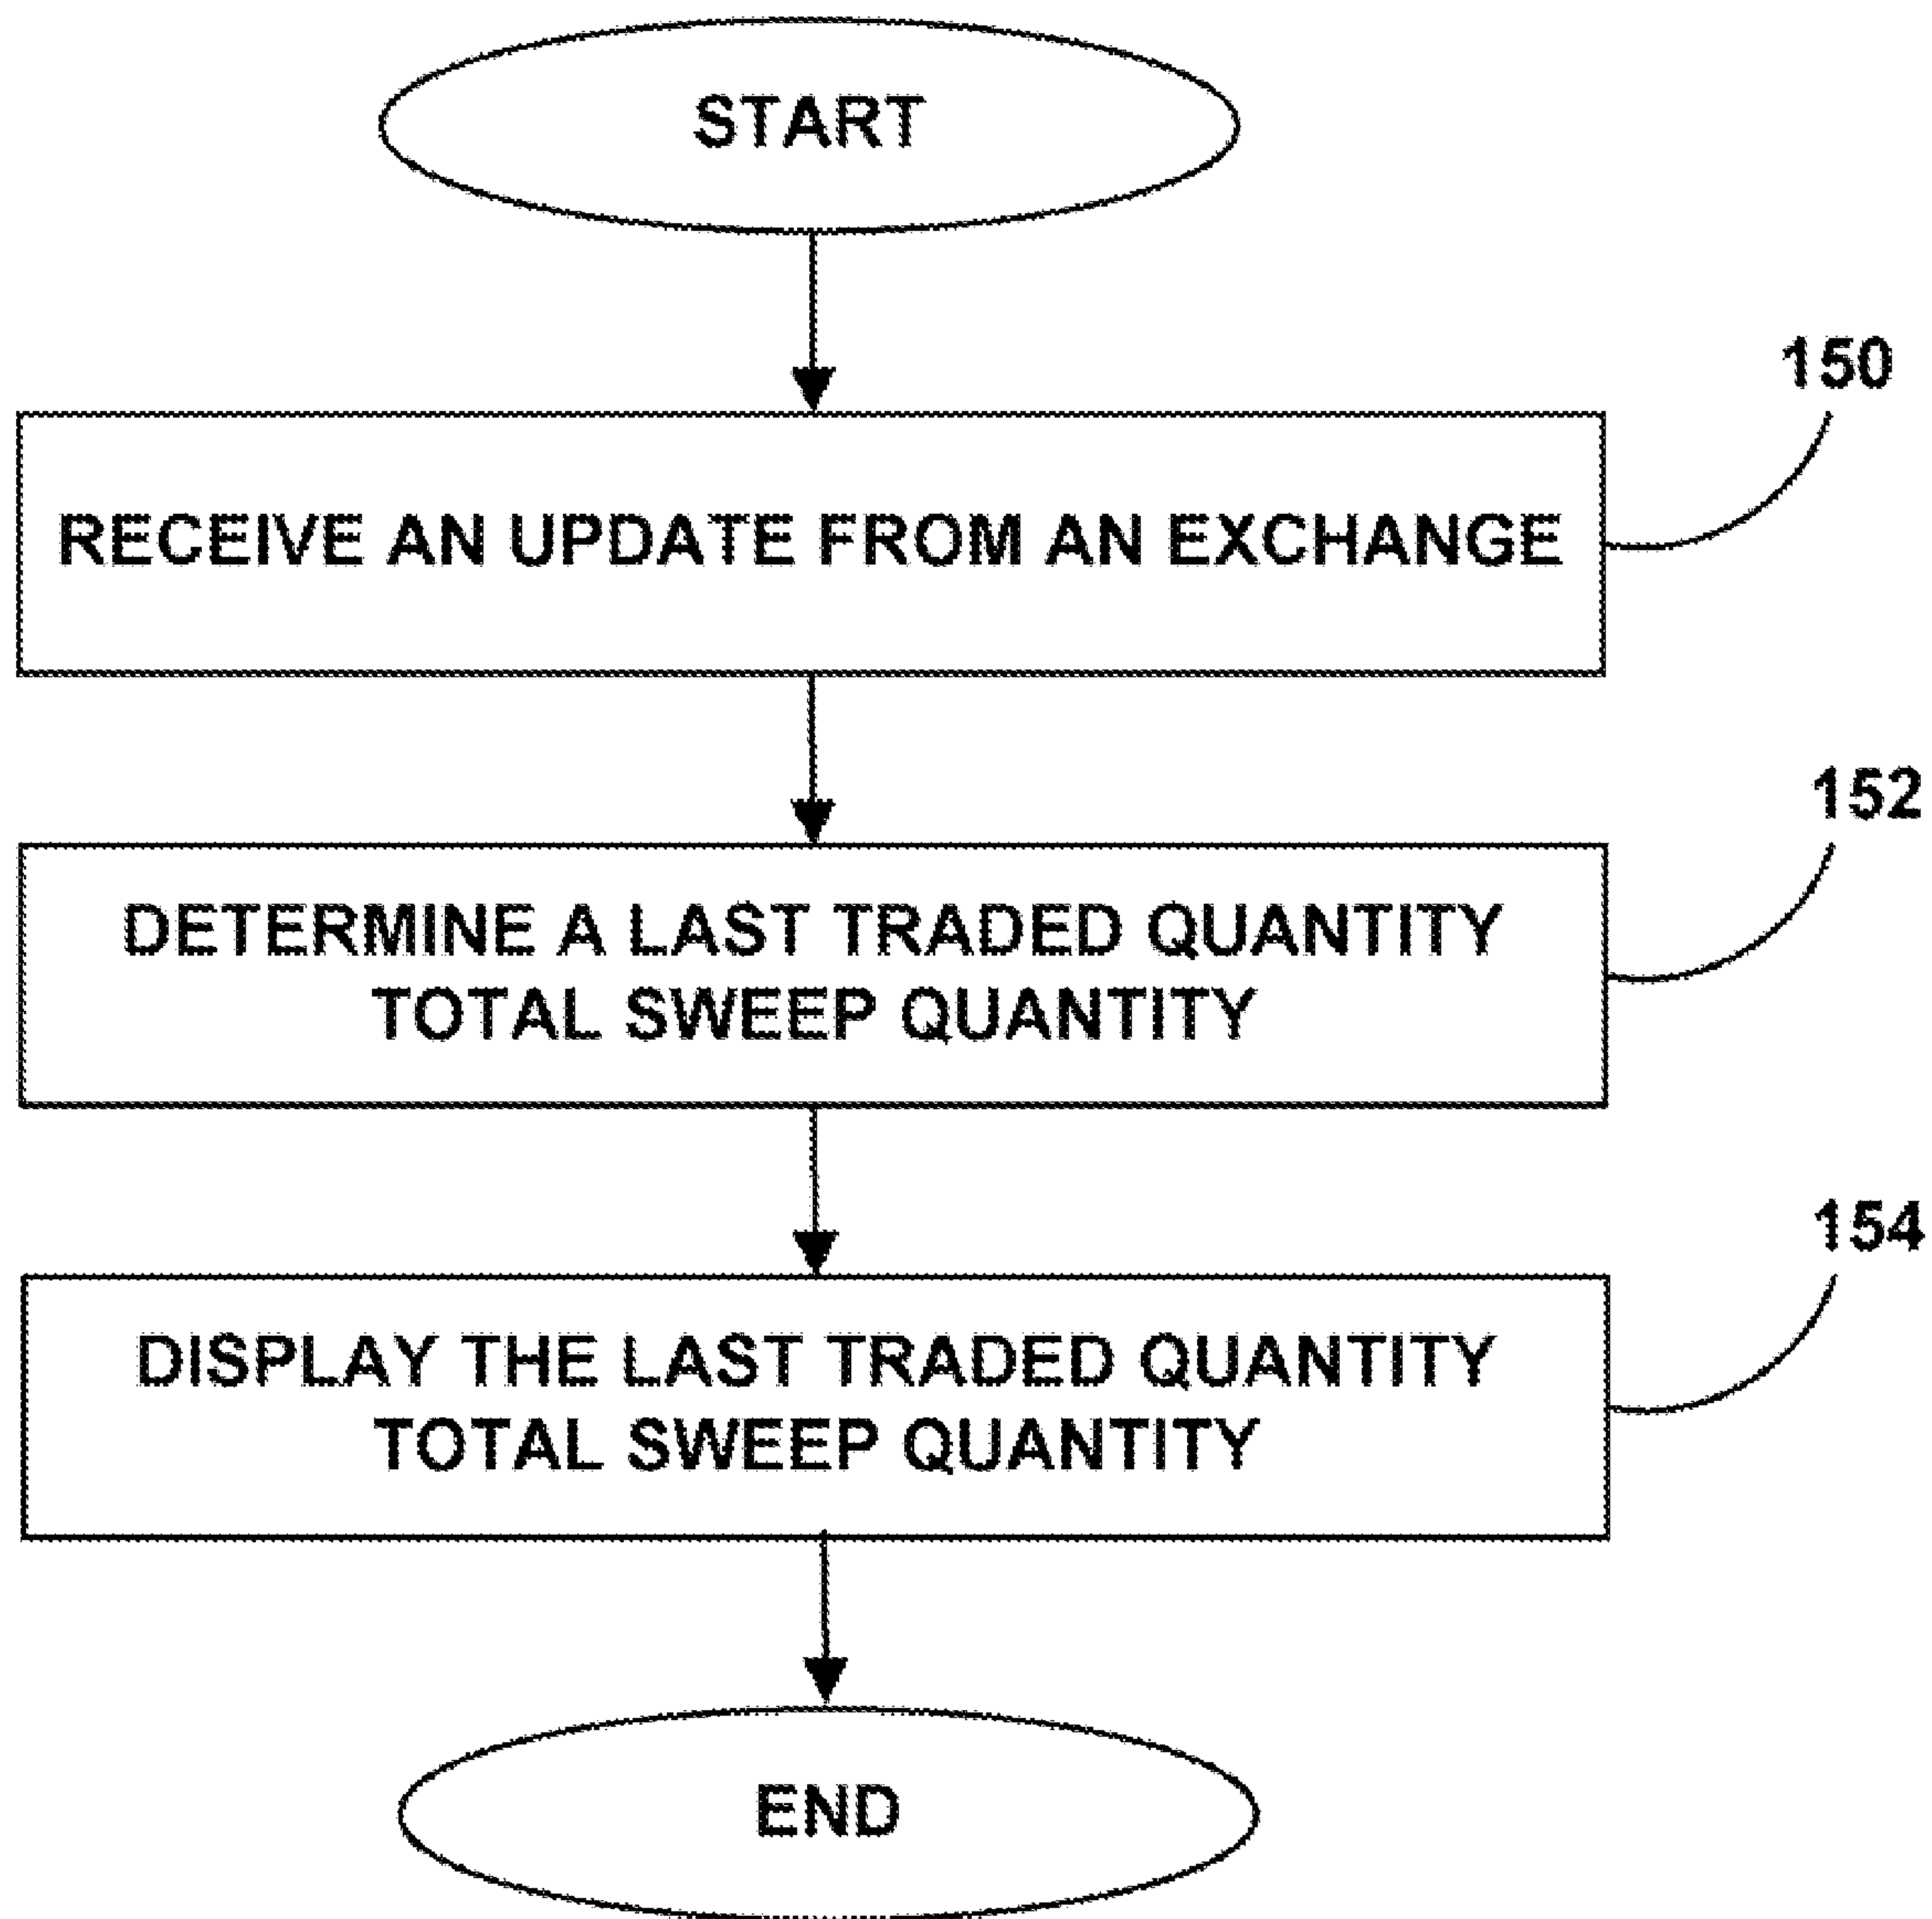 START
150
RECEIVE AN UPDATE FROM AN EXCHANGE
152
DETERMINE A LAST TRADED QUANTITY
TOTAL SWEEP QUANTITY
154
DISPLAY THE LAST TRADED QUANTITY
TOTAL SWEEP QUANTITY
END